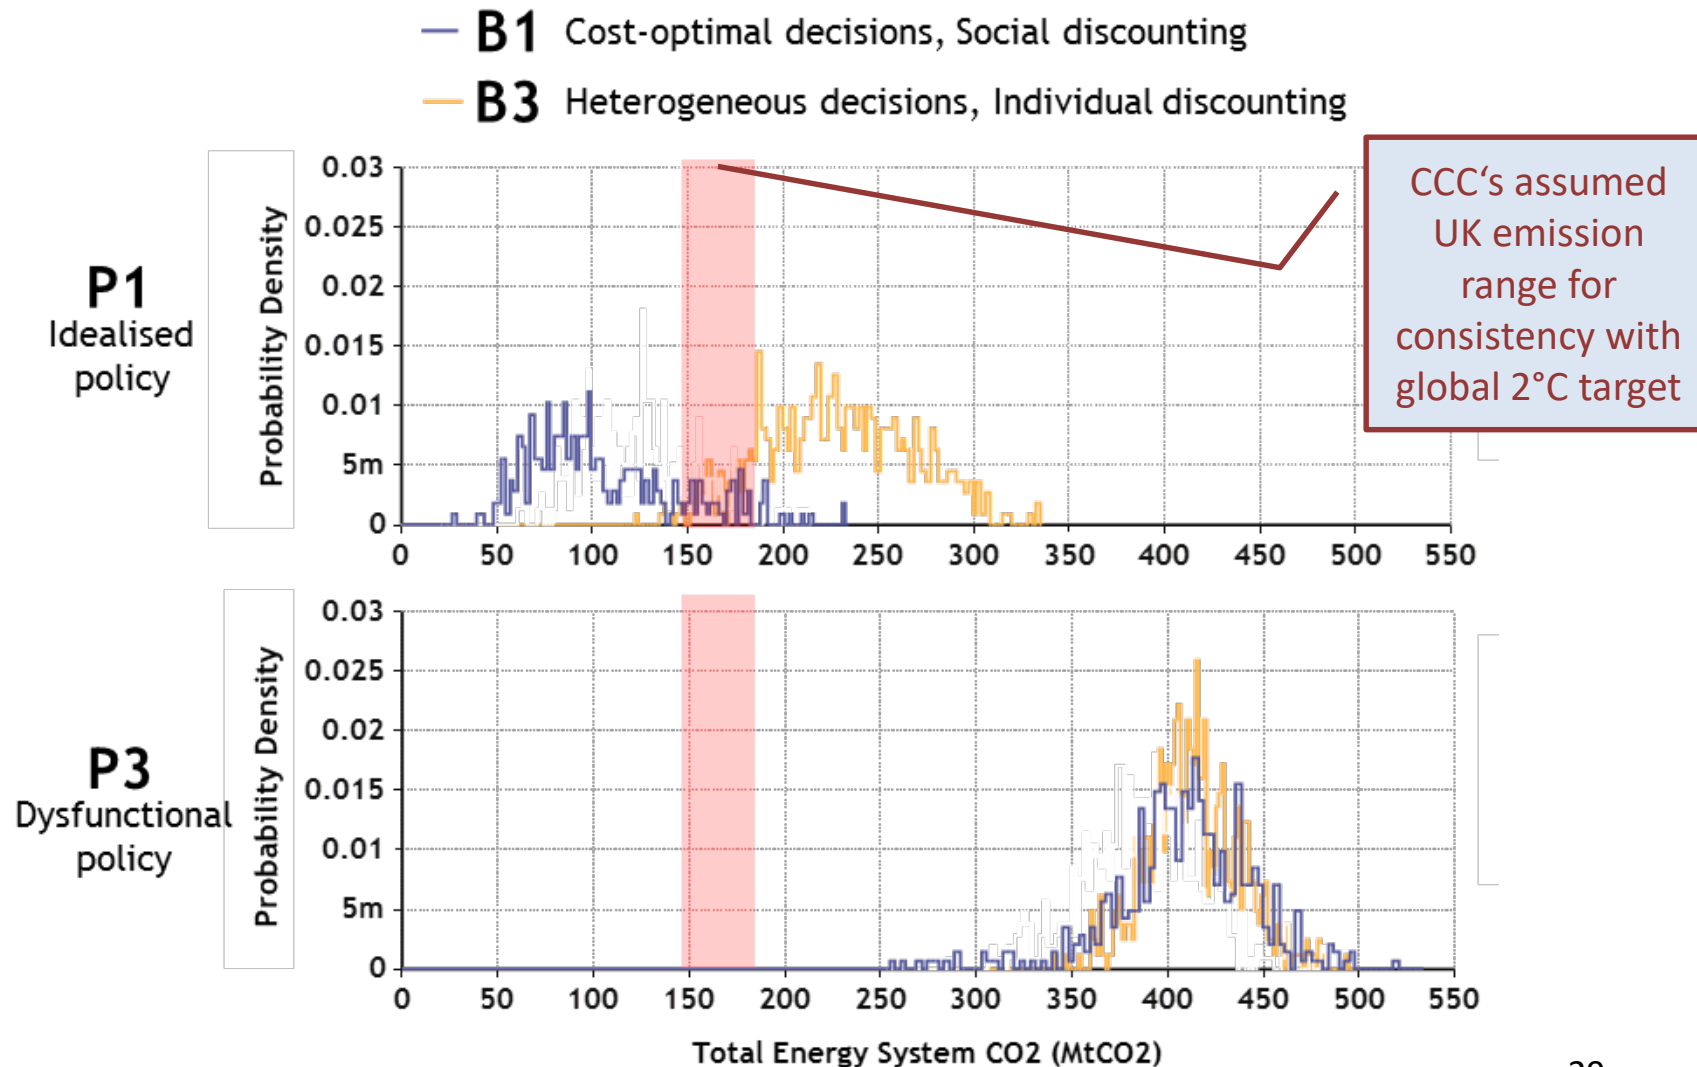 B1 Cost-optimal decisions, Social discounting
B3 Heterogeneous decisions, Individual discounting
CCC‘s assumed
UK emission
range for
consistency with
global 2°C target
P1
Idealised
policy
Probability Density
0.03
0.025
0.02
0.015
0.01
5m
0
0 50 100 150 200 250 300 350 400 450 500 550
P3
Dysfunctional
policy
Probability Density
0.03
0.025
0.02
0.015
0.01
5m
0
0 50 100 150 200 250 300 350 400 450 500 550
Total Energy System CO2 (MtCO2)